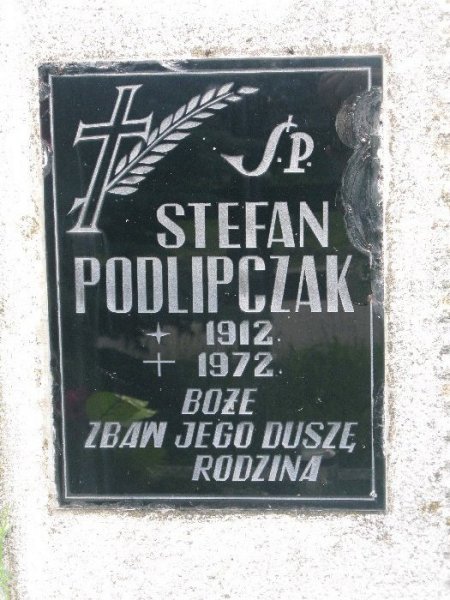 Ś.P.
STEFAN
PODLIPCZAK
✦ 1912
+ 1972
BOŻE
ZBAW JEGO DUSZĘ
RODZINA